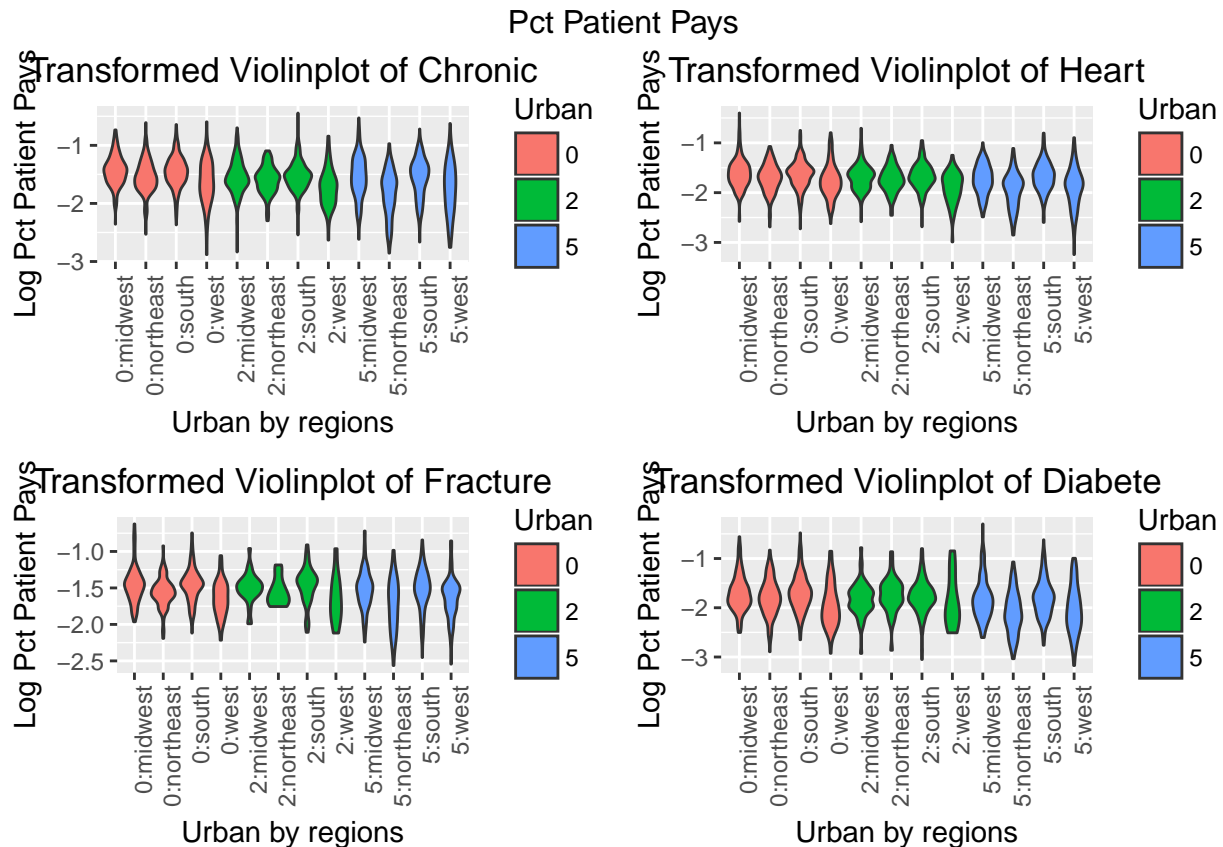 Pct Patient Pays
Transformed Violinplot of Chronic
Log Pct Patient Pays
−1
−2
−3
0:midwest
0:northeast
0:south
0:west
2:midwest
2:northeast
2:south
2:west
5:midwest
5:northeast
5:south
5:west
Urban by regions
Urban
0
2
5
Transformed Violinplot of Heart
Log Pct Patient Pays
−1
−2
−3
0:midwest
0:northeast
0:south
0:west
2:midwest
2:northeast
2:south
2:west
5:midwest
5:northeast
5:south
5:west
Urban by regions
Urban
0
2
5
Transformed Violinplot of Fracture
Log Pct Patient Pays
−1.0
−1.5
−2.0
−2.5
0:midwest
0:northeast
0:south
0:west
2:midwest
2:northeast
2:south
2:west
5:midwest
5:northeast
5:south
5:west
Urban by regions
Urban
0
2
5
Transformed Violinplot of Diabete
Log Pct Patient Pays
−1
−2
−3
0:midwest
0:northeast
0:south
0:west
2:midwest
2:northeast
2:south
2:west
5:midwest
5:northeast
5:south
5:west
Urban by regions
Urban
0
2
5